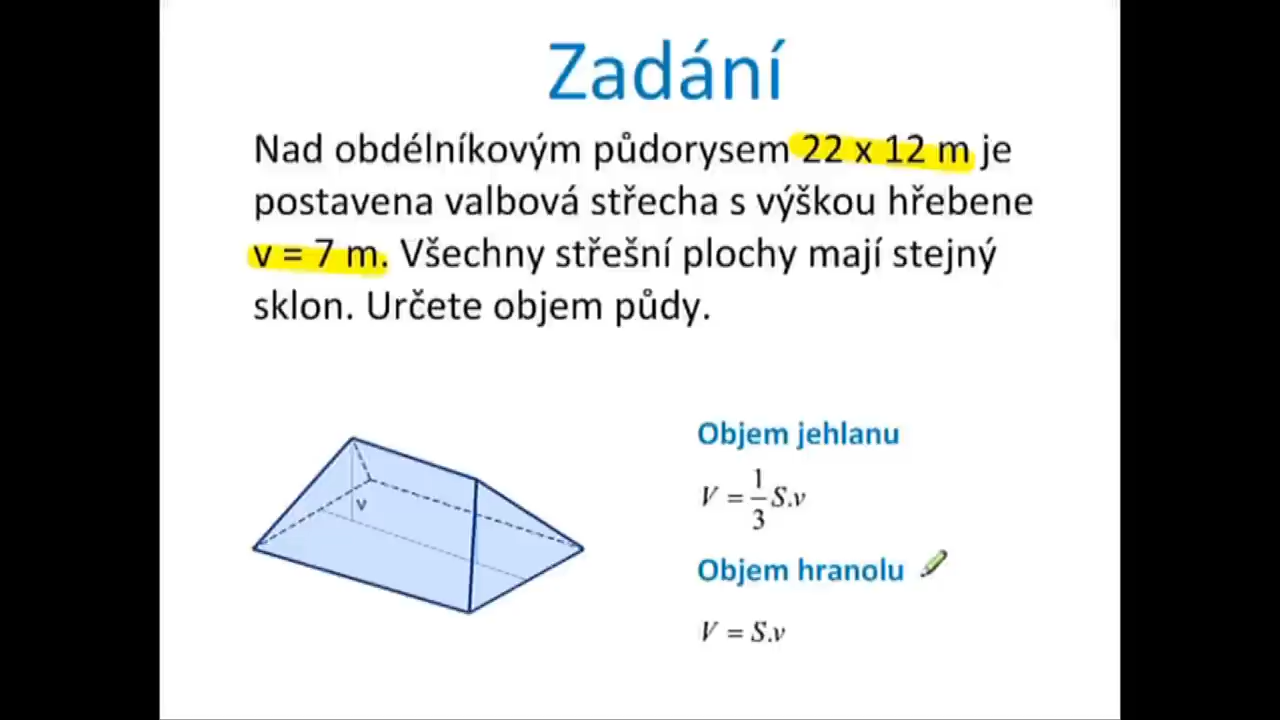 Zadání
Nad obdélníkovým půdorysem 22 x 12 m je
postavena valbová střecha s výškou hřebene
v = 7 m. Všechny střešní plochy mají stejný
sklon. Určete objem půdy.
v
Objem jehlanu
V = 1/3 S.v
Objem hranolu
V = S.v